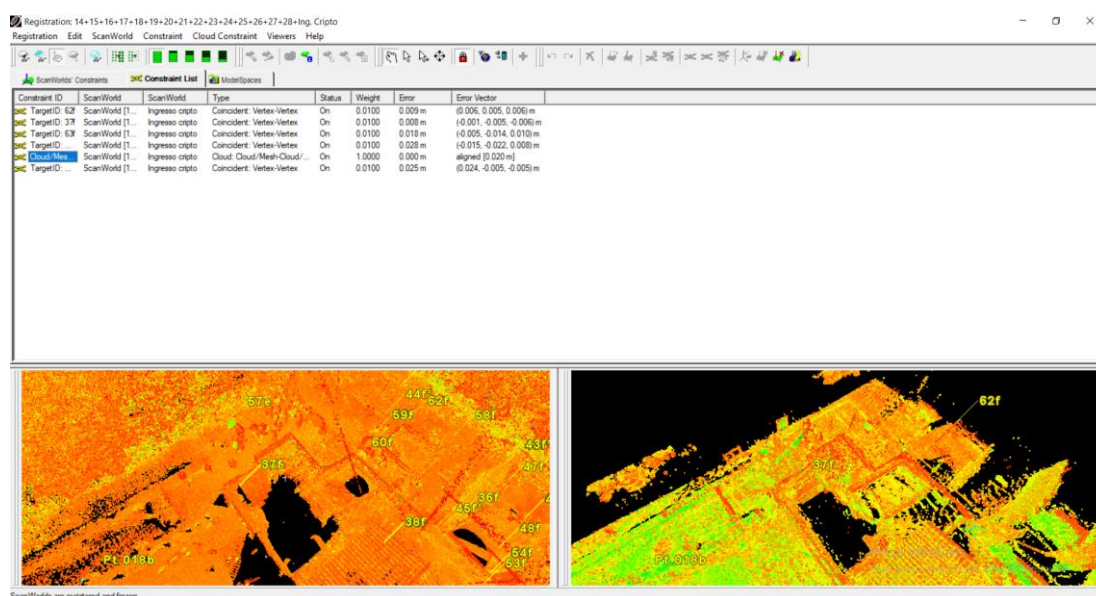 Registration: 14+15+16+17+18+19+20+21+22+23+24+25+26+27+28+Ing. Cripto
Registration Edit ScanWorld Constraint Cloud Constraint Viewers Help
ScanWorlds' Constraints Constraint List ModelSpaces
Constraint ID ScanWorld ScanWorld Type Status Weight Error Error Vector
TargetID: 62f ScanWorld [1... Ingresso cripto Coincident: Vertex-Vertex On 0.0100 0.009 m (0.006, 0.005, 0.006) m
TargetID: 37f ScanWorld [1... Ingresso cripto Coincident: Vertex-Vertex On 0.0100 0.008 m (-0.001, -0.005, -0.006) m
TargetID: 63f ScanWorld [1... Ingresso cripto Coincident: Vertex-Vertex On 0.0100 0.018 m (-0.005, -0.014, 0.010) m
TargetID: ... ScanWorld [1... Ingresso cripto Coincident: Vertex-Vertex On 0.0100 0.028 m (-0.015, -0.022, 0.008) m
Cloud/Mes... ScanWorld [1... Ingresso cripto Cloud: Cloud/Mesh-Cloud/... On 1.0000 0.000 m aligned [0.020 m]
TargetID: ... ScanWorld [1... Ingresso cripto Coincident: Vertex-Vertex On 0.0100 0.025 m (0.024, -0.005, -0.005) m
57e 44f 62f
59f 58f
60f 43f
37f 47f
36f
45f
38f 48f
54f
Pt.018b 53f
62f
37f
Pt.018b
ScanWorlds are registered and frozen